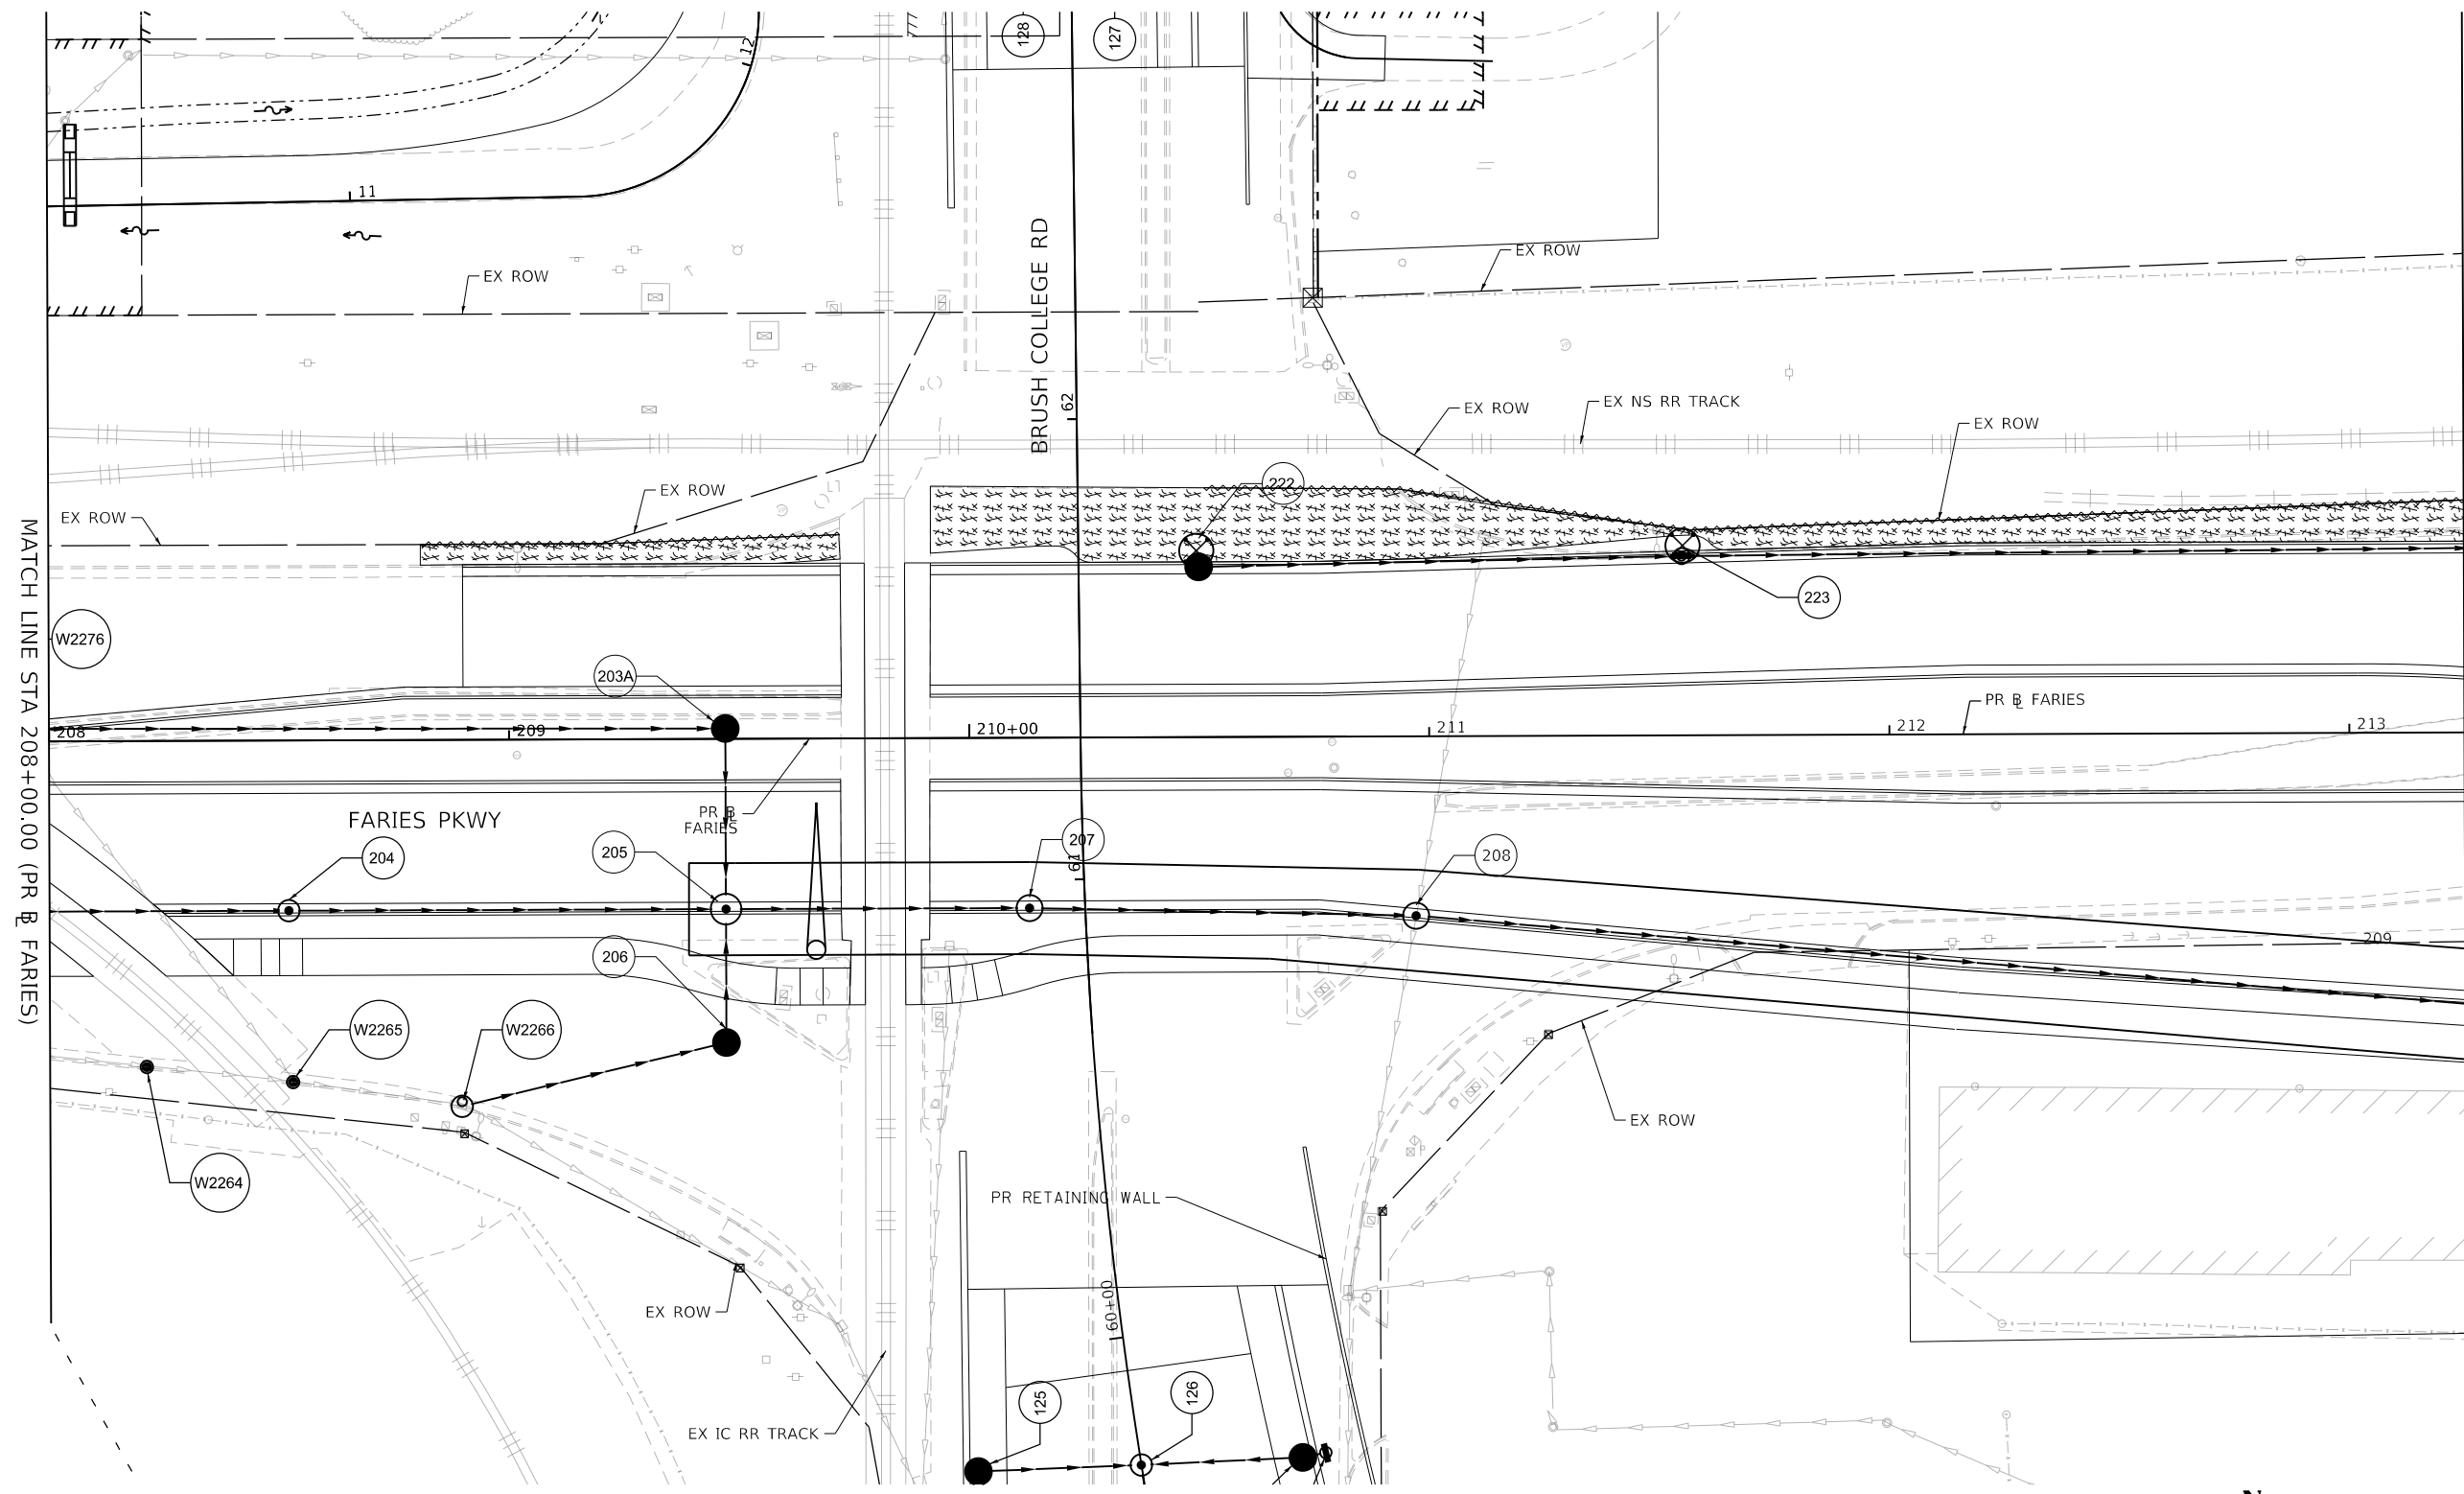 12
128
127
11
EX ROW
EX ROW
BRUSH COLLEGE RD
62
EX ROW
EX NS RR TRACK
EX ROW
EX ROW
EX ROW
222
223
MATCH LINE STA 208+00.00 (PR BL FARIES)
W2276
203A
208
209
210+00
211
212
213
PR BL FARIES
PR BL
FARIES
FARIES PKWY
204
205
207
61
208
209
206
W2265
W2266
W2264
EX ROW
PR RETAINING WALL
EX ROW
60+00
EX IC RR TRACK
125
126